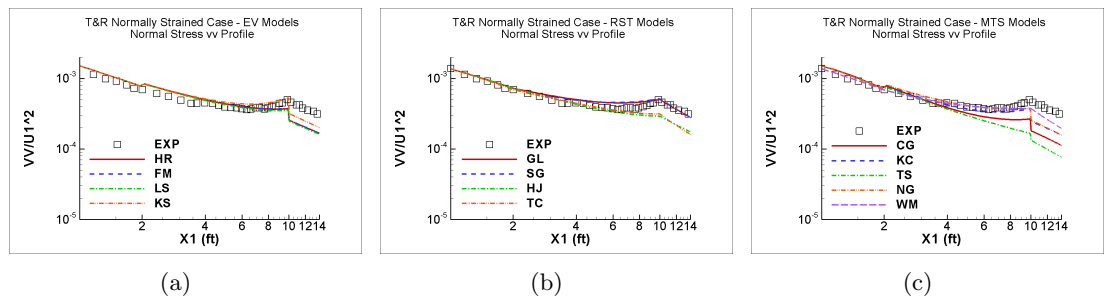 T&R Normally Strained Case - EV Models
Normal Stress vv Profile
VV/U1^2
10^-3
10^-4
10^-5
EXP
HR
FM
LS
KS
2 4 6 8 10 12 14
X1 (ft)
(a)
T&R Normally Strained Case - RST Models
Normal Stress vv Profile
VV/U1^2
10^-3
10^-4
10^-5
EXP
GL
SG
HJ
TC
2 4 6 8 10 12 14
X1 (ft)
(b)
T&R Normally Strained Case - MTS Models
Normal Stress vv Profile
VV/U1^2
10^-3
10^-4
10^-5
EXP
CG
KC
TS
NG
WM
2 4 6 8 10 12 14
X1 (ft)
(c)